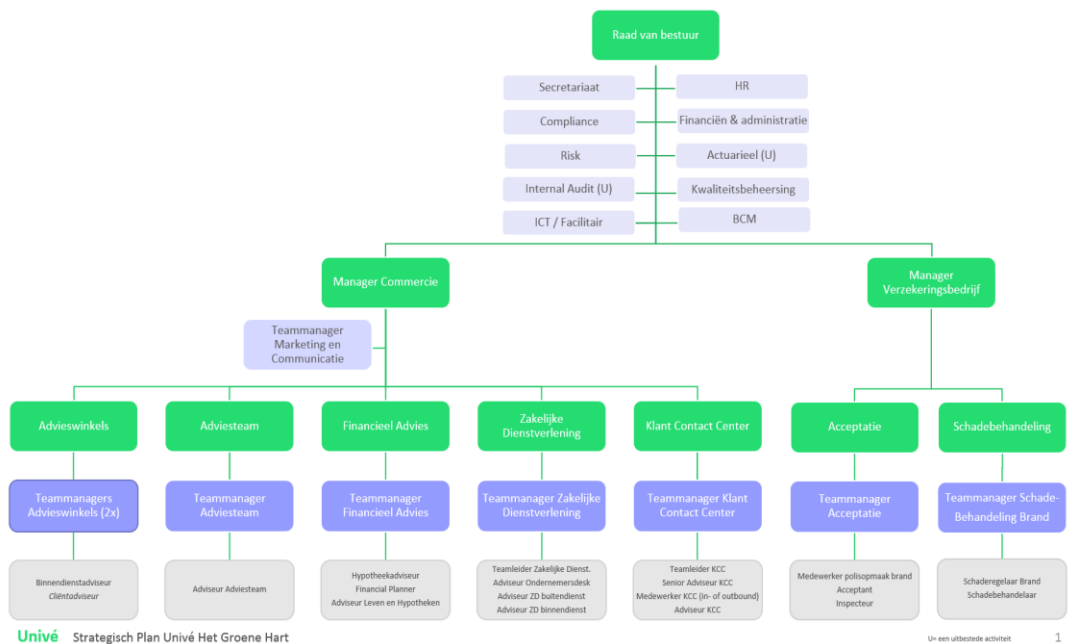 Raad van bestuur
Secretariaat
HR
Compliance
Financiën & administratie
Risk
Actuarieel (U)
Internal Audit (U)
Kwaliteitsbeheersing
ICT / Facilitair
BCM
Manager Commercie
Manager
Verzekeringsbedrijf
Teammanager
Marketing en
Communicatie
Advieswinkels
Adviesteam
Financieel Advies
Zakelijke
Dienstverlening
Klant Contact Center
Acceptatie
Schadebehandeling
Teammanagers
Advieswinkels (2x)
Teammanager
Adviesteam
Teammanager
Financieel Advies
Teammanager Zakelijke
Dienstverlening
Teammanager Klant
Contact Center
Teammanager
Acceptatie
Teammanager Schade-
Behandeling Brand
Binnendienstadviseur
Cliëntadviseur
Adviseur Adviesteam
Hypotheekadviseur
Financial Planner
Adviseur Leven en Hypotheken
Teamleider Zakelijke Dienst.
Adviseur Ondernemersdesk
Adviseur ZD buitendienst
Adviseur ZD binnendienst
Teamleider KCC
Senior Adviseur KCC
Medewerker KCC (in- of outbound)
Adviseur KCC
Medewerker polisopmaak brand
Acceptant
Inspecteur
Schaderegelaar Brand
Schadebehandelaar
Univé Strategisch Plan Univé Het Groene Hart
U= een uitbestede activiteit
1